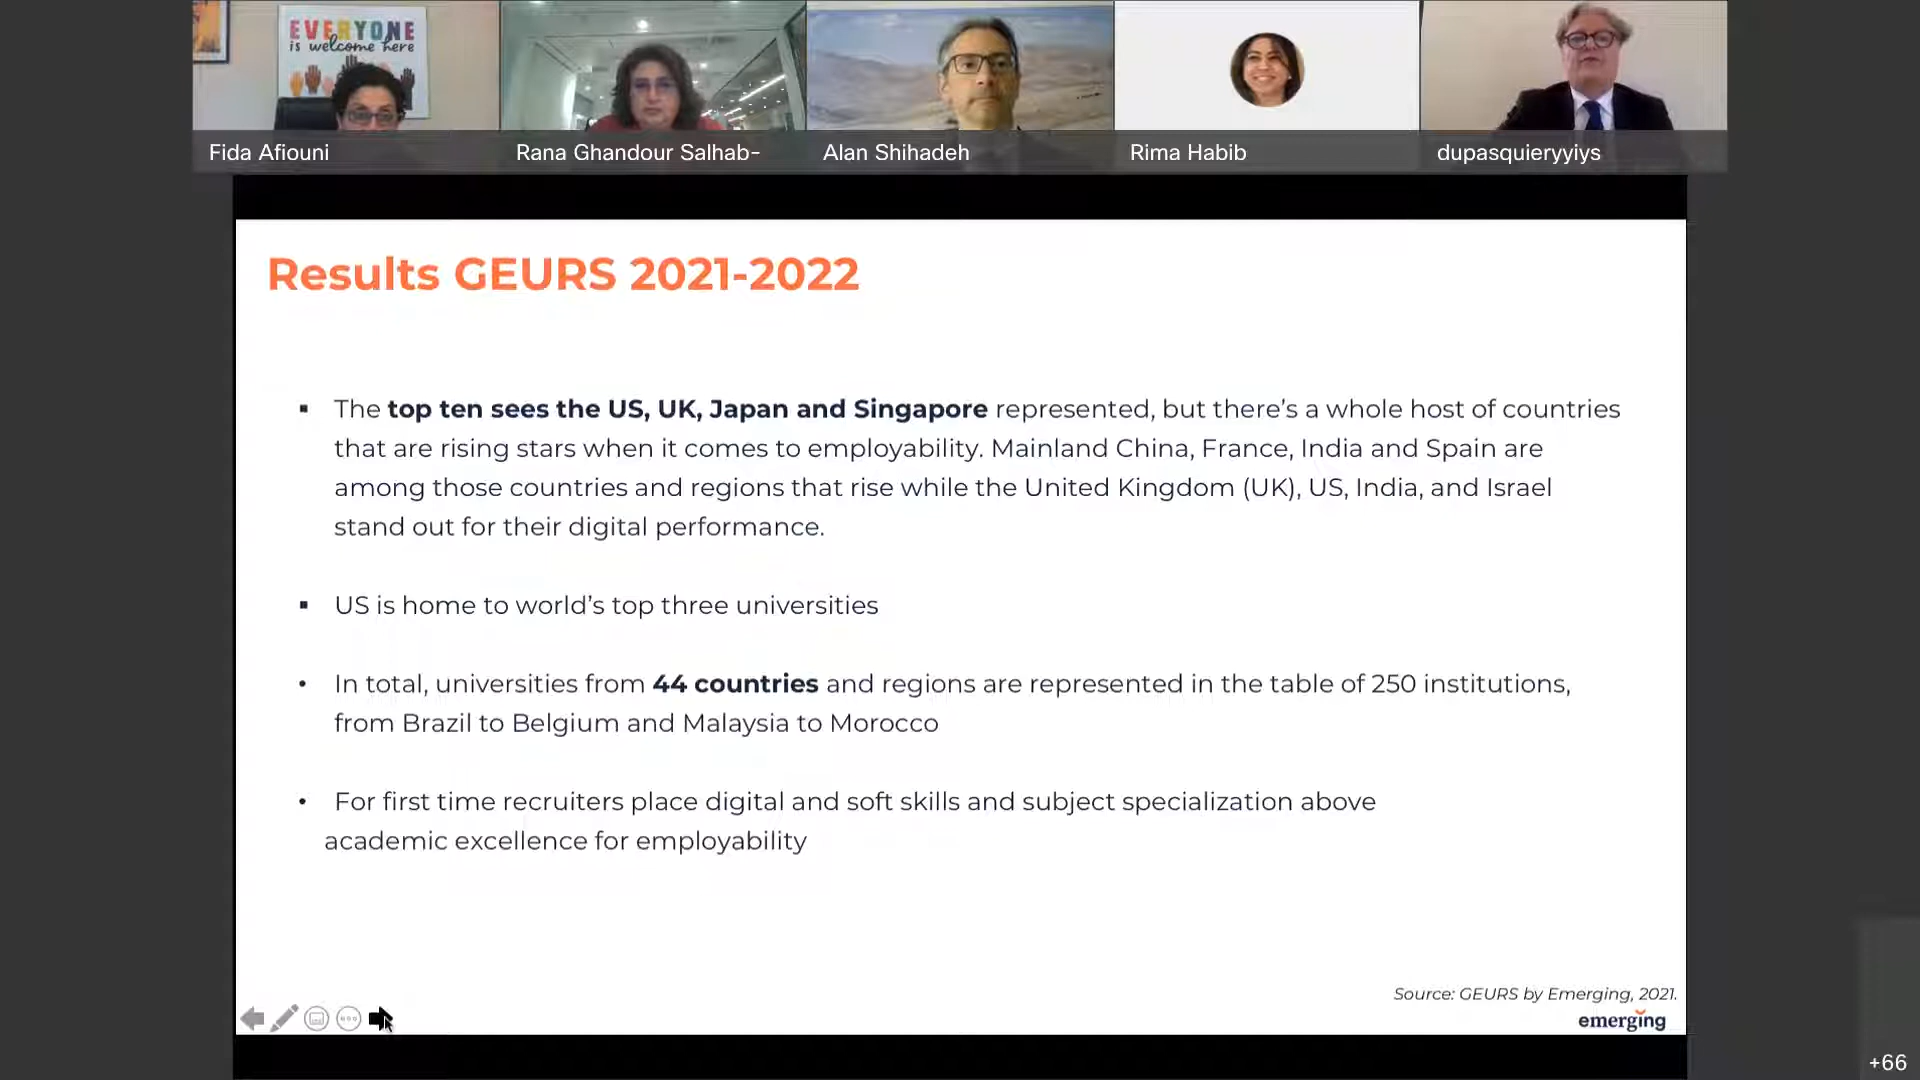 EVERYONE
is welcome here
Fida Afiouni
Rana Ghandour Salhab-
Alan Shihadeh
Rima Habib
dupasquieryyiys
Results GEURS 2021-2022
▪ The top ten sees the US, UK, Japan and Singapore represented, but there’s a whole host of countries
that are rising stars when it comes to employability. Mainland China, France, India and Spain are
among those countries and regions that rise while the United Kingdom (UK), US, India, and Israel
stand out for their digital performance.
▪ US is home to world’s top three universities
• In total, universities from 44 countries and regions are represented in the table of 250 institutions,
from Brazil to Belgium and Malaysia to Morocco
• For first time recruiters place digital and soft skills and subject specialization above
academic excellence for employability
Source: GEURS by Emerging, 2021.
emerging
+66